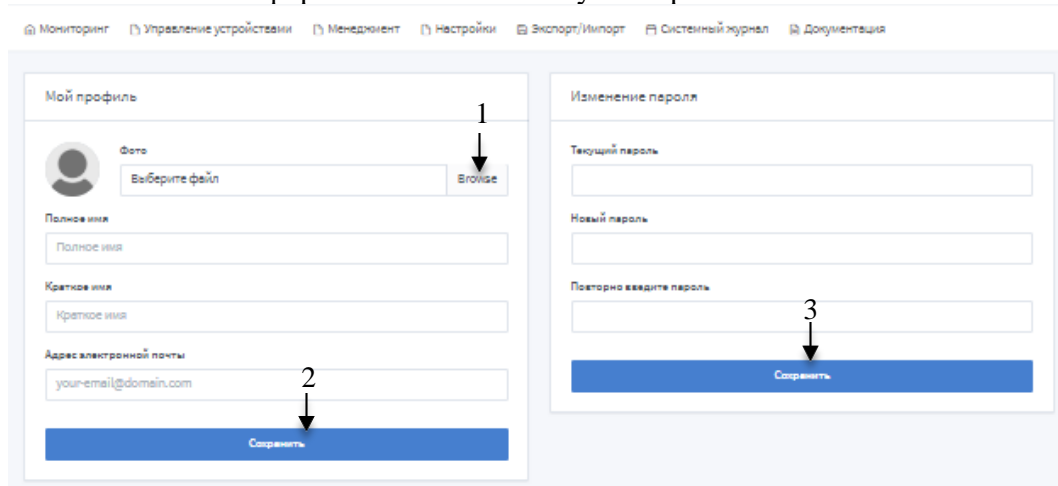 Мониторинг Управление устройствами Менеджмент Настройки Экспорт/Импорт Системный журнал Документация
Мой профиль
1
Фото
Выберите файл Browse
Полное имя
Полное имя
Краткое имя
Краткое имя
Адрес электронной почты
your-email@domain.com
2
Сохранить
Изменение пароля
Текущий пароль
Новый пароль
Повторно введите пароль
3
Сохранить